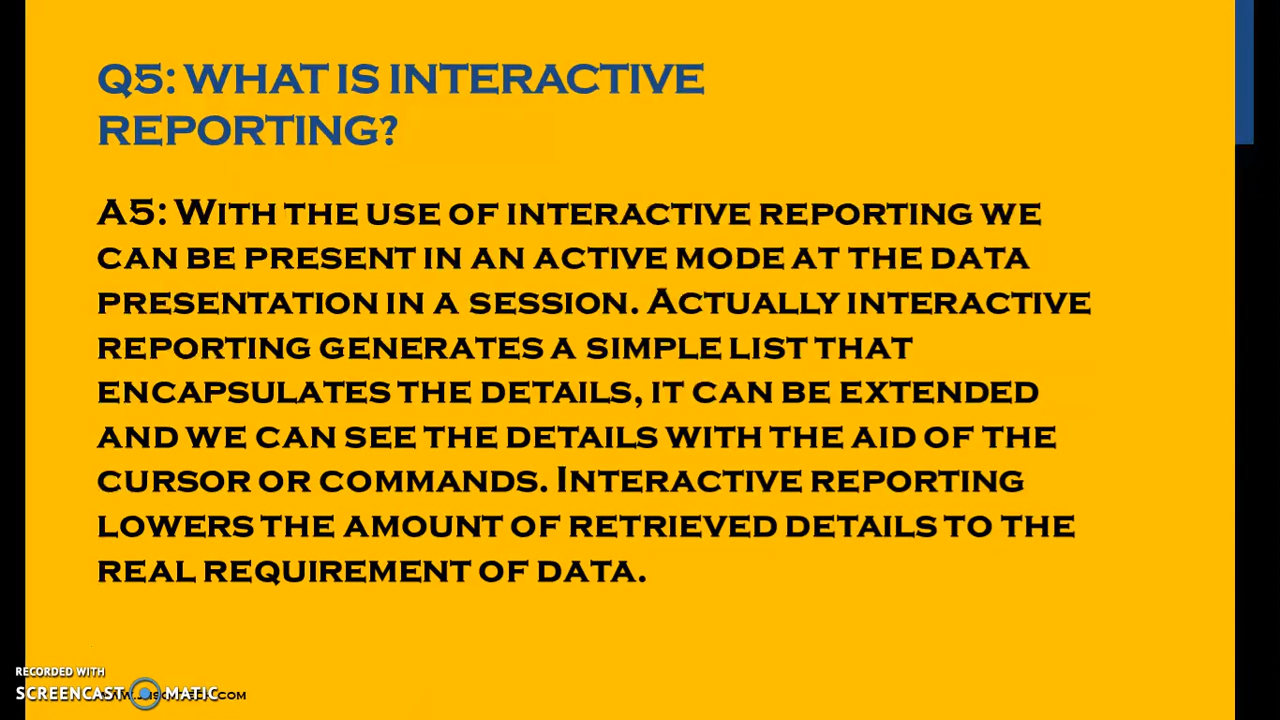 Q5: WHAT IS INTERACTIVE
REPORTING?
A5: WITH THE USE OF INTERACTIVE REPORTING WE
CAN BE PRESENT IN AN ACTIVE MODE AT THE DATA
PRESENTATION IN A SESSION. ACTUALLY INTERACTIVE
REPORTING GENERATES A SIMPLE LIST THAT
ENCAPSULATES THE DETAILS, IT CAN BE EXTENDED
AND WE CAN SEE THE DETAILS WITH THE AID OF THE
CURSOR OR COMMANDS. INTERACTIVE REPORTING
LOWERS THE AMOUNT OF RETRIEVED DETAILS TO THE
REAL REQUIREMENT OF DATA.
RECORDED WITH
SCREENCAST MATIC